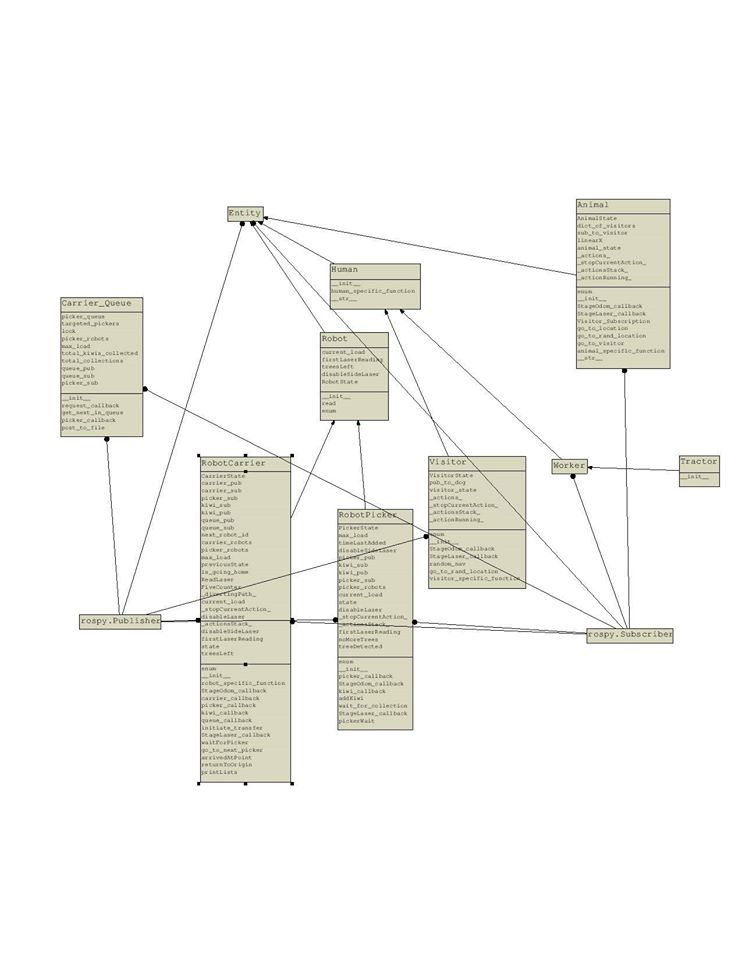 Entity
Animal
AnimalState
dict_of_visitors
sub_to_visitor
linearX
animal_state
_actions_
_stopCurrentAction_
_actionsStack_
_actionRunning_
enum
__init__
StageOdom_callback
StageLaser_callback
Visitor_Subscription
go_to_location
go_to_rand_location
go_to_visitor
animal_specific_function
__str__
Human
__init__
human_specific_function
__str__
Carrier_Queue
picker_queue
targeted_pickers
lock
picker_robots
max_load
total_kiwis_collected
total_collections
queue_pub
queue_sub
picker_sub
__init__
request_callback
get_next_in_queue
picker_callback
post_to_file
Robot
current_load
firstLaserReading
treesLeft
disableSideLaser
RobotState
__init__
read
enum
RobotCarrier
CarrierState
carrier_pub
carrier_sub
picker_sub
kiwi_sub
kiwi_pub
queue_pub
queue_sub
next_robot_id
carrier_robots
picker_robots
max_load
previousState
is_going_home
ReadLaser
FiveCounter
_divertingPath_
current_load
_stopCurrentAction_
disableLaser
_actionsStack_
disableSideLaser
firstLaserReading
state
treesLeft
enum
__init__
robot_specific_function
StageOdom_callback
carrier_callback
picker_callback
kiwi_callback
queue_callback
initiate_transfer
StageLaser_callback
waitForPicker
go_to_next_picker
arrivedAtPoint
returnToOrigin
printLists
RobotPicker
PickerState
max_load
timeLastAdded
disableSideLaser
picker_pub
kiwi_sub
kiwi_pub
picker_sub
picker_robots
current_load
state
disableLaser
_stopCurrentAction_
_actionsStack_
firstLaserReading
noMoreTrees
treeDetected
enum
__init__
picker_callback
StageOdom_callback
kiwi_callback
addKiwi
wait_for_collection
StageLaser_callback
pickerWait
Visitor
VisitorState
pub_to_dog
visitor_state
_actions_
_stopCurrentAction_
_actionsStack_
_actionRunning_
enum
__init__
StageOdom_callback
StageLaser_callback
random_nav
go_to_rand_location
visitor_specific_function
Worker
Tractor
__init__
rospy.Publisher
rospy.Subscriber